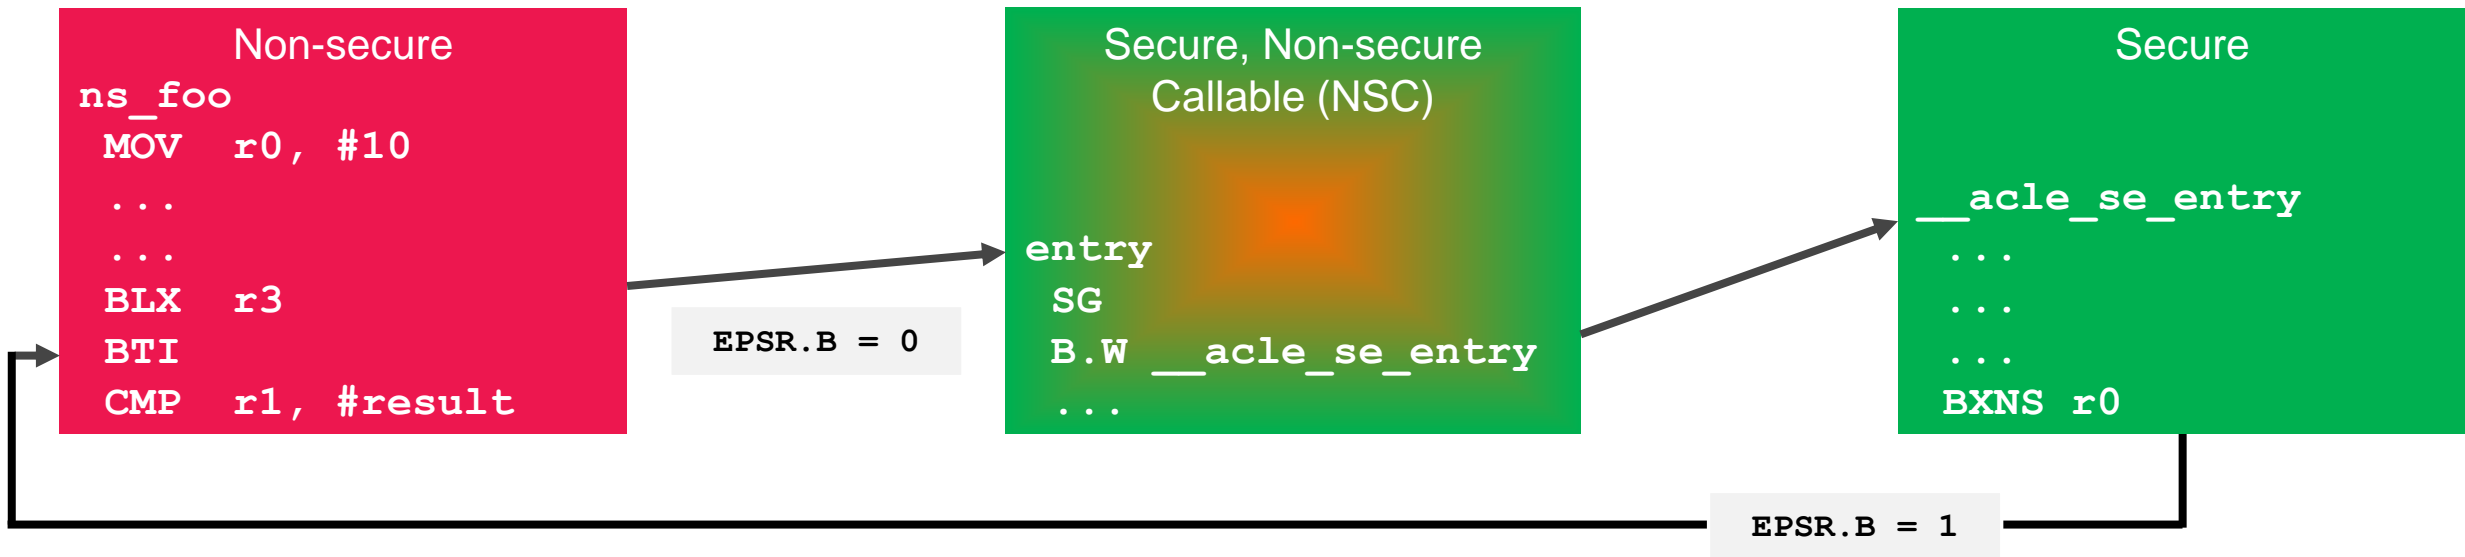 Non-secure
ns_foo
MOV r0, #10
...
...
BLX r3
BTI
CMP r1, #result
EPSR.B = 0
Secure, Non-secure
Callable (NSC)
entry
SG
B.W __acle_se_entry
...
Secure
__acle_se_entry
...
...
...
BXNS r0
EPSR.B = 1